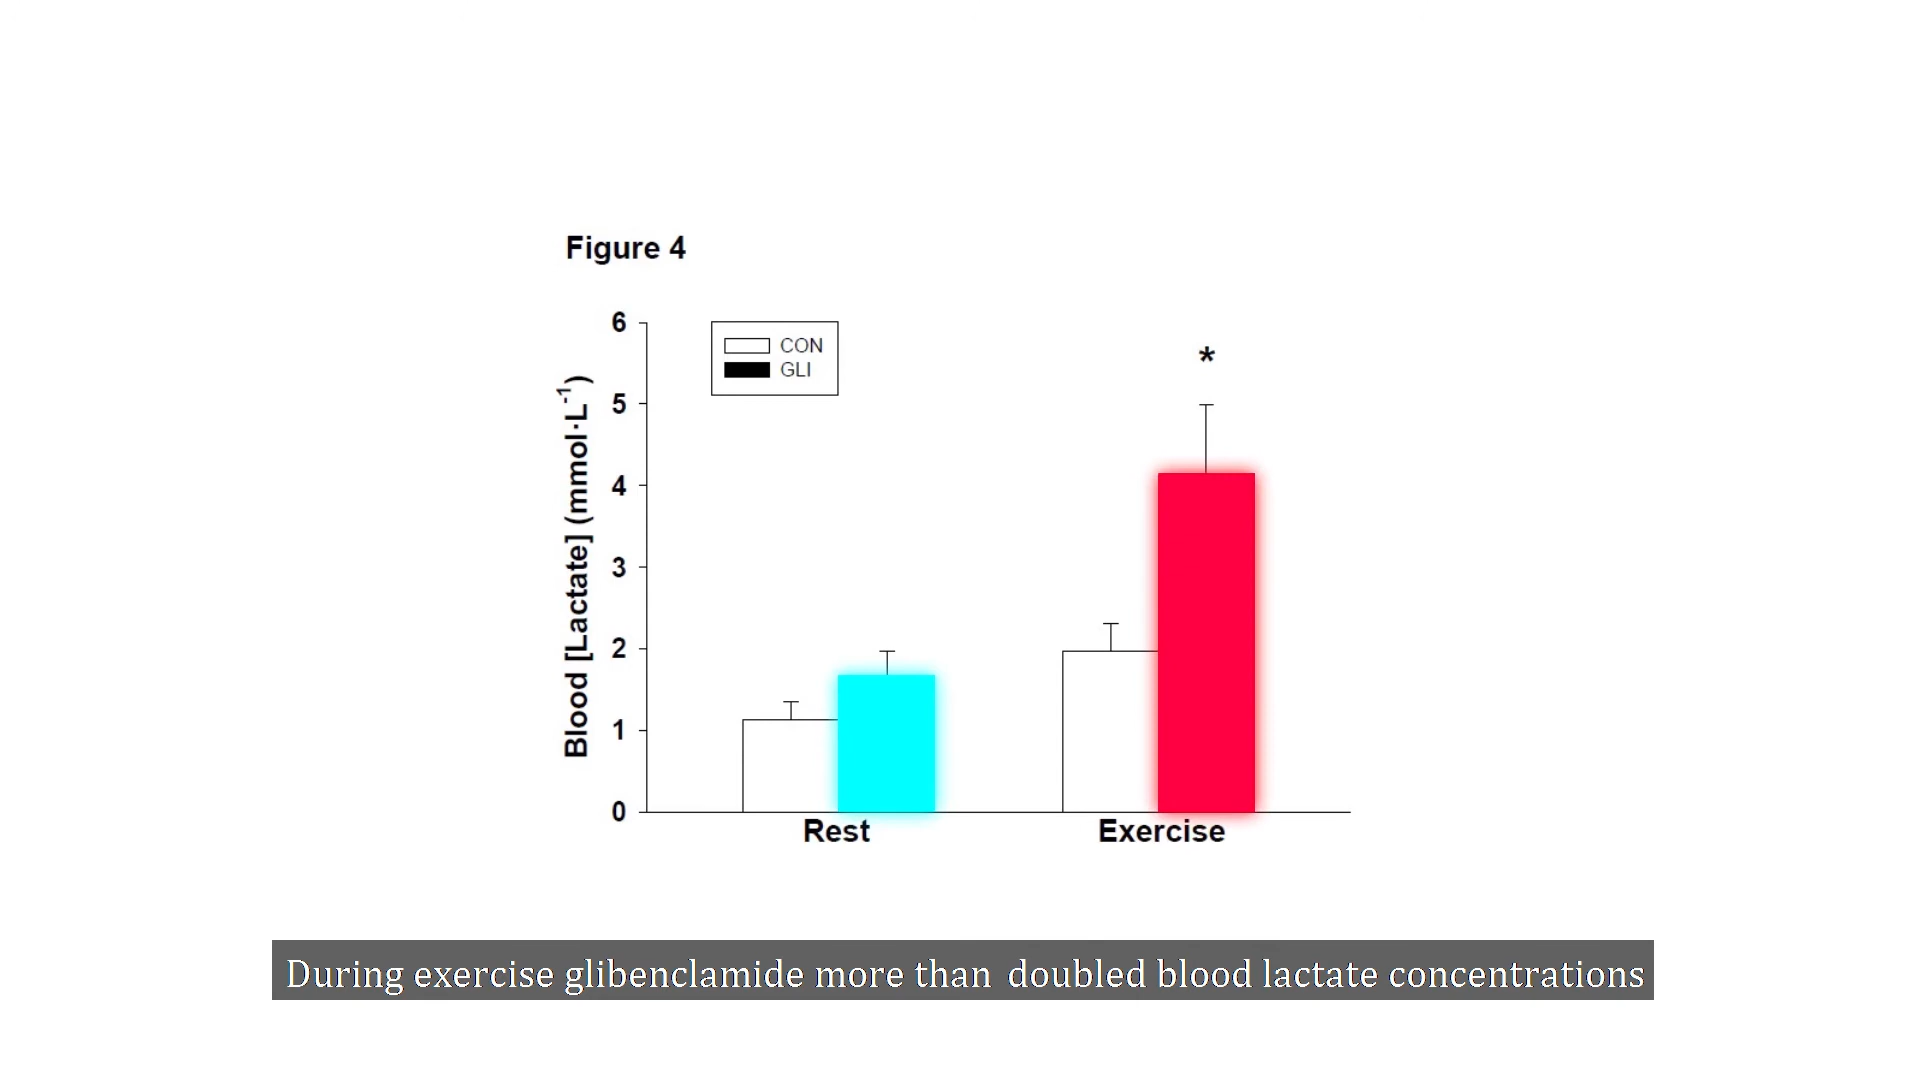 Figure 4
6
5
4
3
2
1
0
Blood [Lactate] (mmol·L⁻¹)
CON
GLI
*
Rest
Exercise
During exercise glibenclamide more than doubled blood lactate concentrations